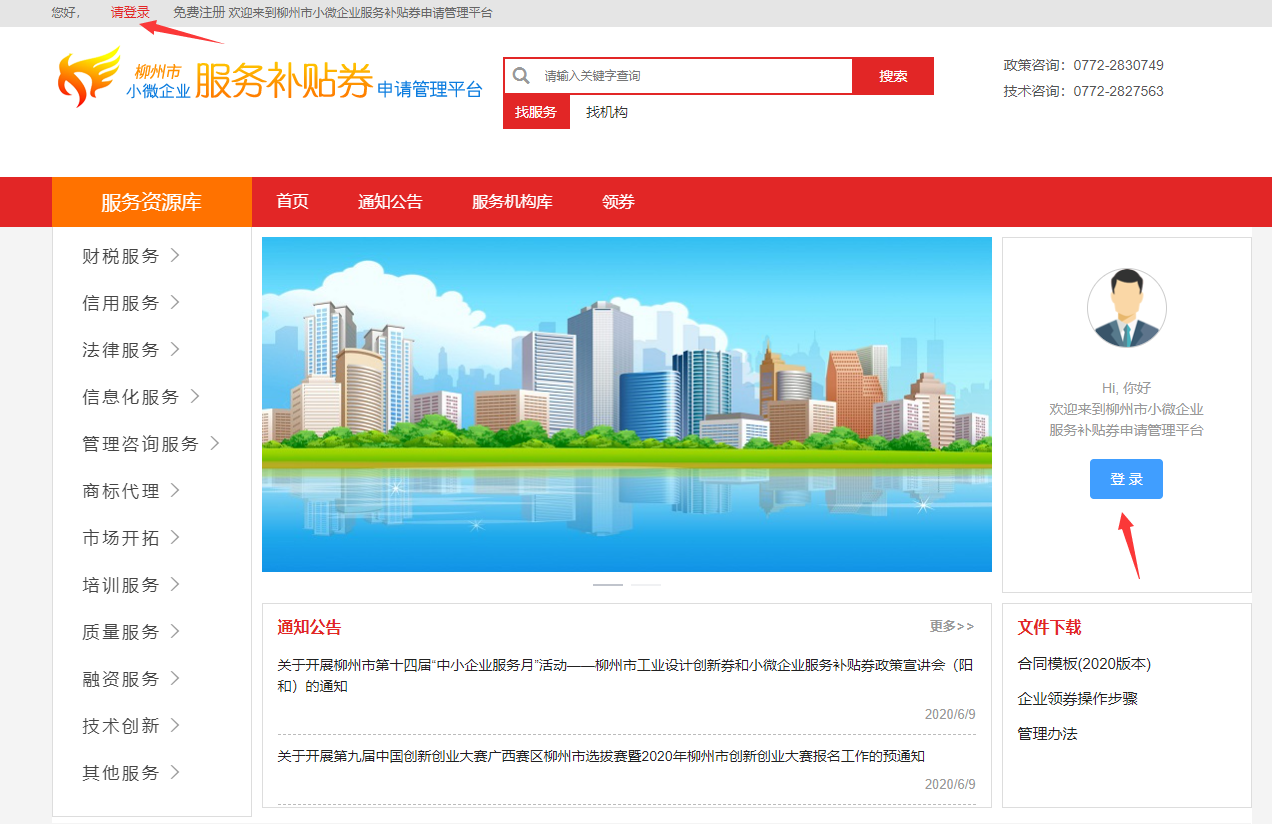 您好， 请登录 免费注册 欢迎来到柳州市小微企业服务补贴券申请管理平台
柳州市
小微企业 服务补贴券 申请管理平台
请输入关键字查询 搜索
找服务 找机构
政策咨询：0772-2830749
技术咨询：0772-2827563
服务资源库 首页 通知公告 服务机构库 领券
财税服务
信用服务
法律服务
信息化服务
管理咨询服务
商标代理
市场开拓
培训服务
质量服务
融资服务
技术创新
其他服务
Hi, 你好
欢迎来到柳州市小微企业
服务补贴券申请管理平台
登 录
通知公告 更多>>
关于开展柳州市第十四届“中小企业服务月”活动——柳州市工业设计创新券和小微企业服务补贴券政策宣讲会（阳
和）的通知
2020/6/9
关于开展第九届中国创新创业大赛广西赛区柳州市选拔赛暨2020年柳州市创新创业大赛报名工作的预通知
2020/6/9
文件下载
合同模板(2020版本)
企业领券操作步骤
管理办法